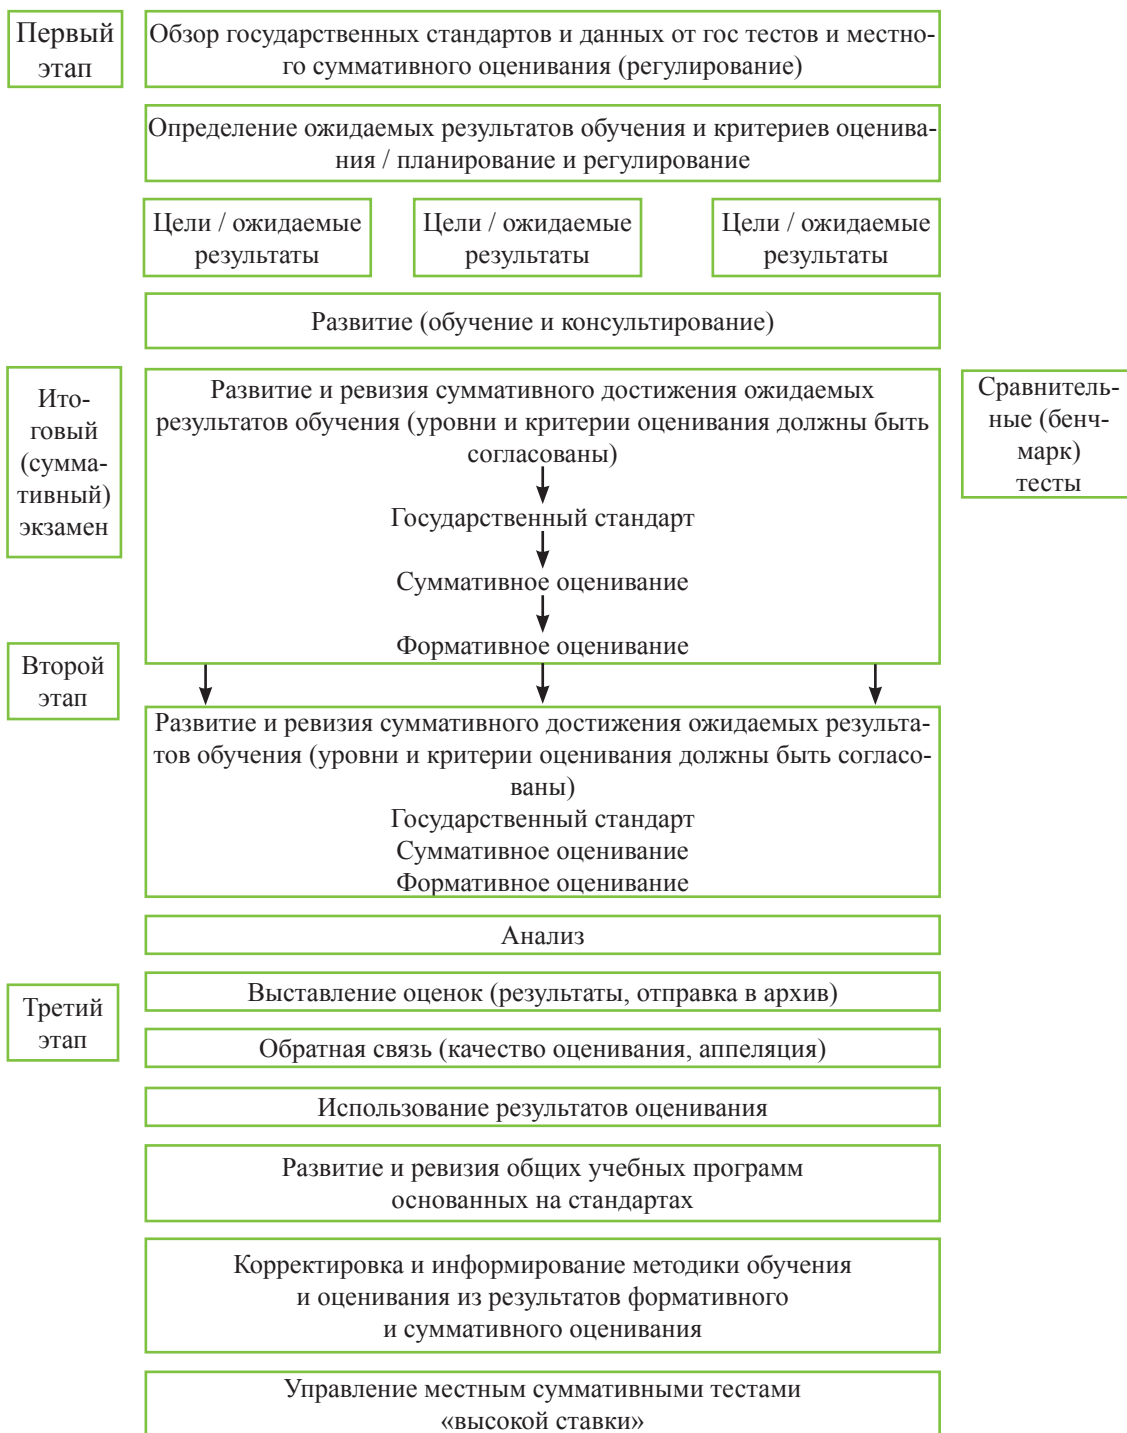 Первый
этап
Обзор государственных стандартов и данных от гос тестов и местно-
го суммативного оценивания (регулирование)
Определение ожидаемых результатов обучения и критериев оценива-
ния / планирование и регулирование
Цели / ожидаемые
результаты
Цели / ожидаемые
результаты
Цели / ожидаемые
результаты
Развитие (обучение и консультирование)
Ито-
говый
(сумма-
тивный)
экзамен
Развитие и ревизия суммативного достижения ожидаемых
результатов обучения (уровни и критерии оценивания должны быть
согласованы)
Государственный стандарт
Суммативное оценивание
Формативное оценивание
Сравнитель-
ные (бенч-
марк)
тесты
Второй
этап
Развитие и ревизия суммативного достижения ожидаемых результа-
тов обучения (уровни и критерии оценивания должны быть согласо-
ваны)
Государственный стандарт
Суммативное оценивание
Формативное оценивание
Анализ
Третий
этап
Выставление оценок (результаты, отправка в архив)
Обратная связь (качество оценивания, аппеляция)
Использование результатов оценивания
Развитие и ревизия общих учебных программ
основанных на стандартах
Корректировка и информирование методики обучения
и оценивания из результатов формативного
и суммативного оценивания
Управление местным суммативными тестами
«высокой ставки»